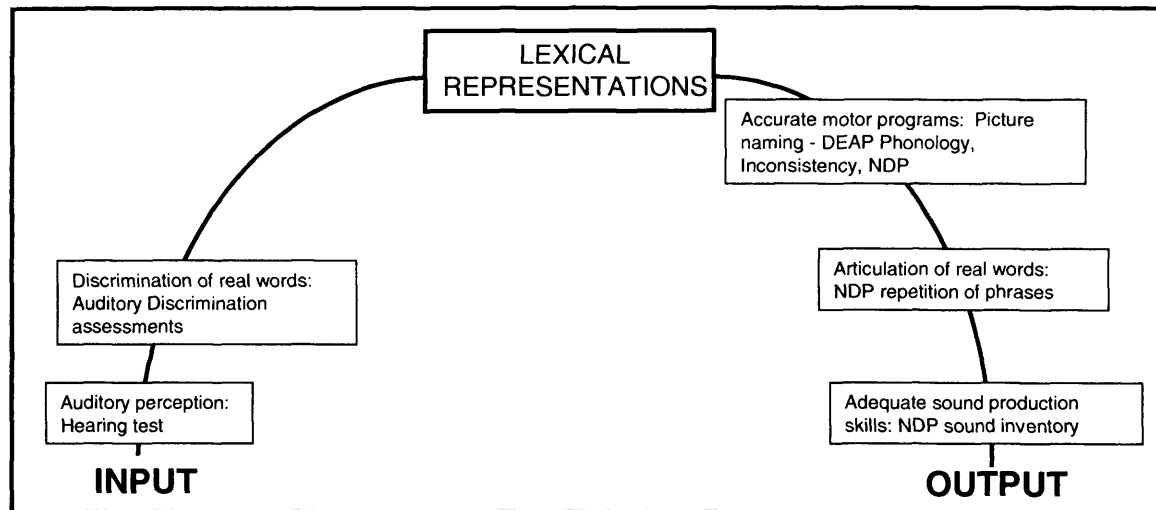 LEXICAL
REPRESENTATIONS
Accurate motor programs: Picture
naming - DEAP Phonology,
Inconsistency, NDP
Discrimination of real words:
Auditory Discrimination
assessments
Articulation of real words:
NDP repetition of phrases
Auditory perception:
Hearing test
Adequate sound production
skills: NDP sound inventory
INPUT
OUTPUT